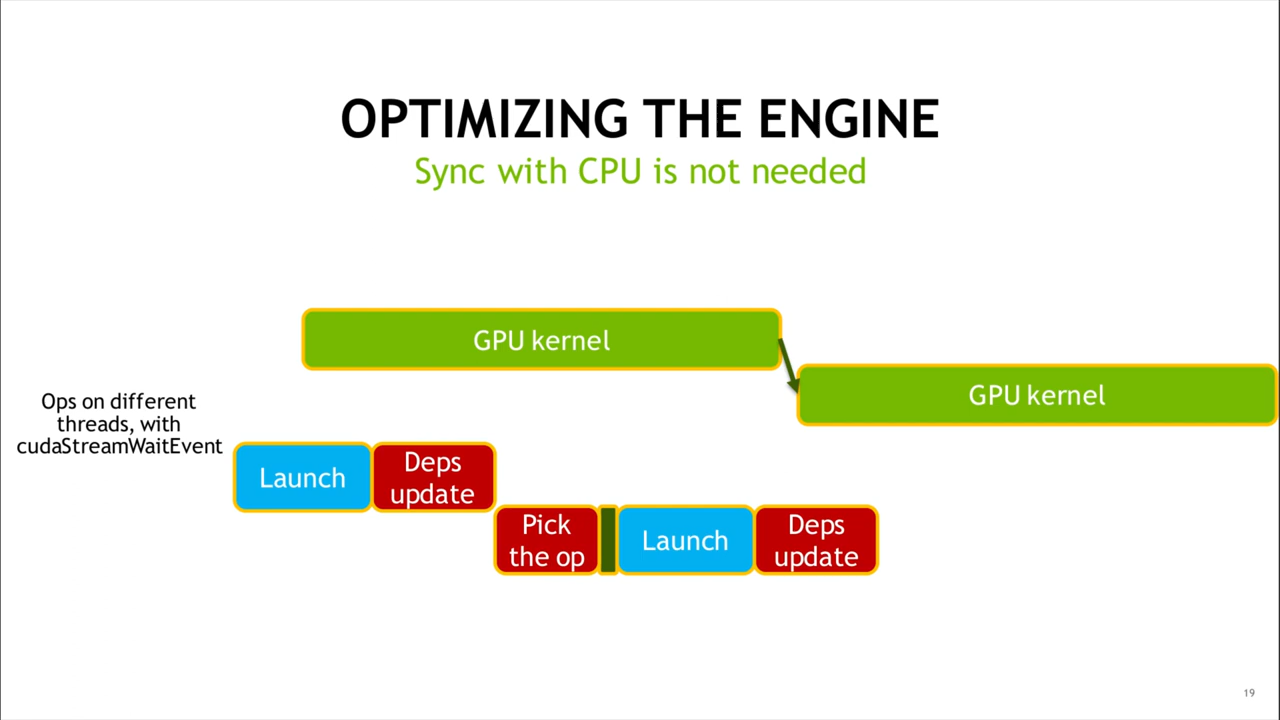 OPTIMIZING THE ENGINE
Sync with CPU is not needed
GPU kernel
GPU kernel
Ops on different
threads, with
cudaStreamWaitEvent
Launch
Deps
update
Pick
the op
Launch
Deps
update
19